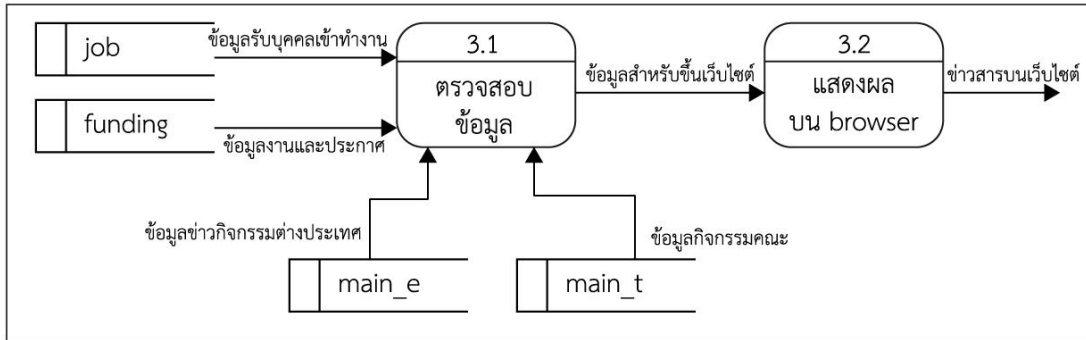 job
ข้อมูลรับบุคคลเข้าทำงาน
3.1
ตรวจสอบ
ข้อมูล
ข้อมูลสำหรับขึ้นเว็บไซต์
3.2
แสดงผล
บน browser
ข่าวสารบนเว็บไซต์
funding
ข้อมูลงานและประกาศ
ข้อมูลข่าวกิจกรรมต่างประเทศ
ข้อมูลกิจกรรมคณะ
main_e
main_t